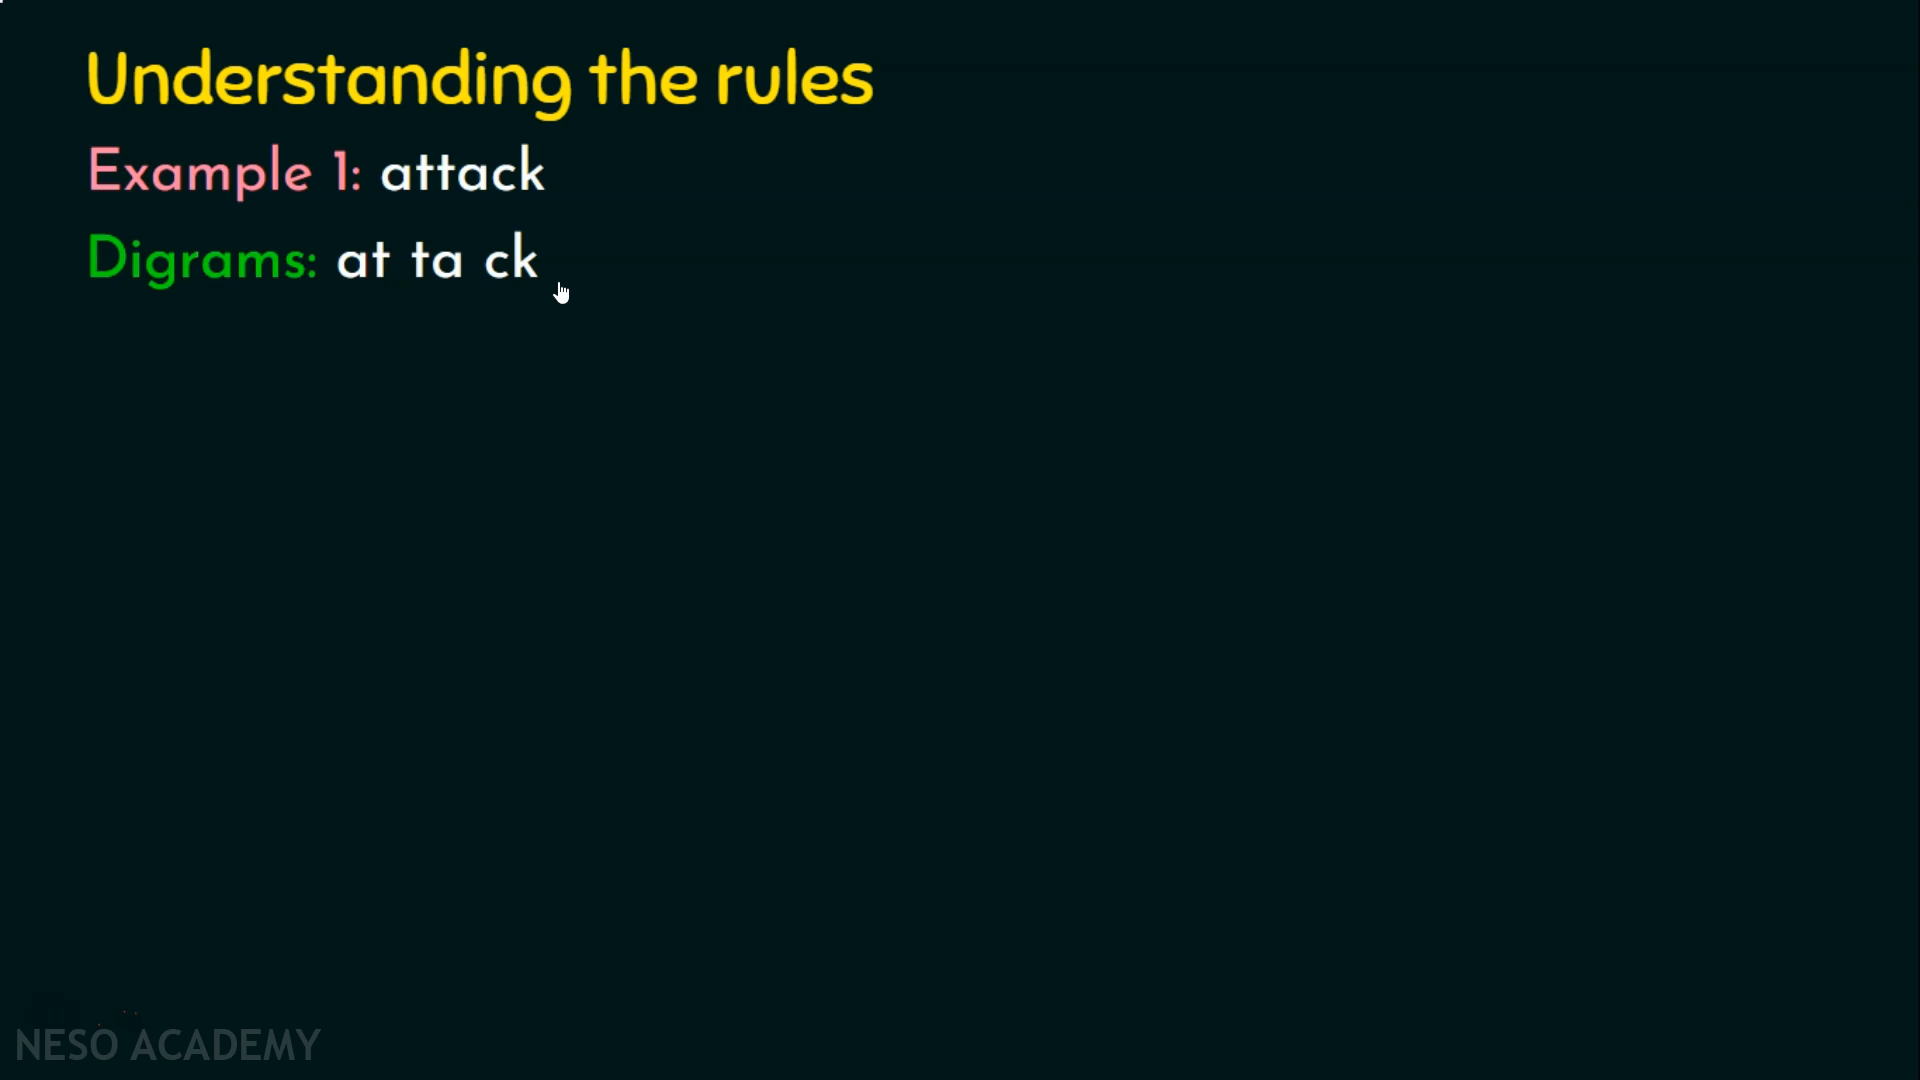 Understanding the rules
Example 1: attack
Digrams: at ta ck
NESO ACADEMY